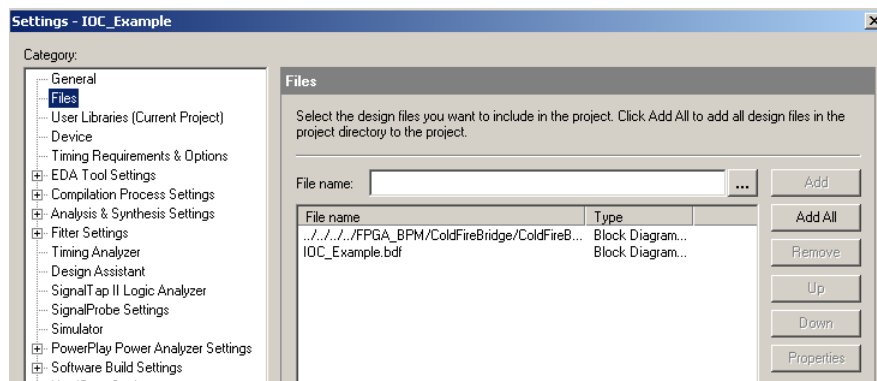 Settings - IOC_Example
Category:
General
Files
User Libraries (Current Project)
Device
Timing Requirements & Options
EDA Tool Settings
Compilation Process Settings
Analysis & Synthesis Settings
Fitter Settings
Timing Analyzer
Design Assistant
SignalTap II Logic Analyzer
SignalProbe Settings
Simulator
PowerPlay Power Analyzer Settings
Software Build Settings
Files
Select the design files you want to include in the project. Click Add All to add all design files in the
project directory to the project.
File name: ... Add
File name Type Add All
../../../../FPGA_BPM/ColdFireBridge/ColdFireB... Block Diagram...
IOC_Example.bdf Block Diagram... Remove
Up
Down
Properties